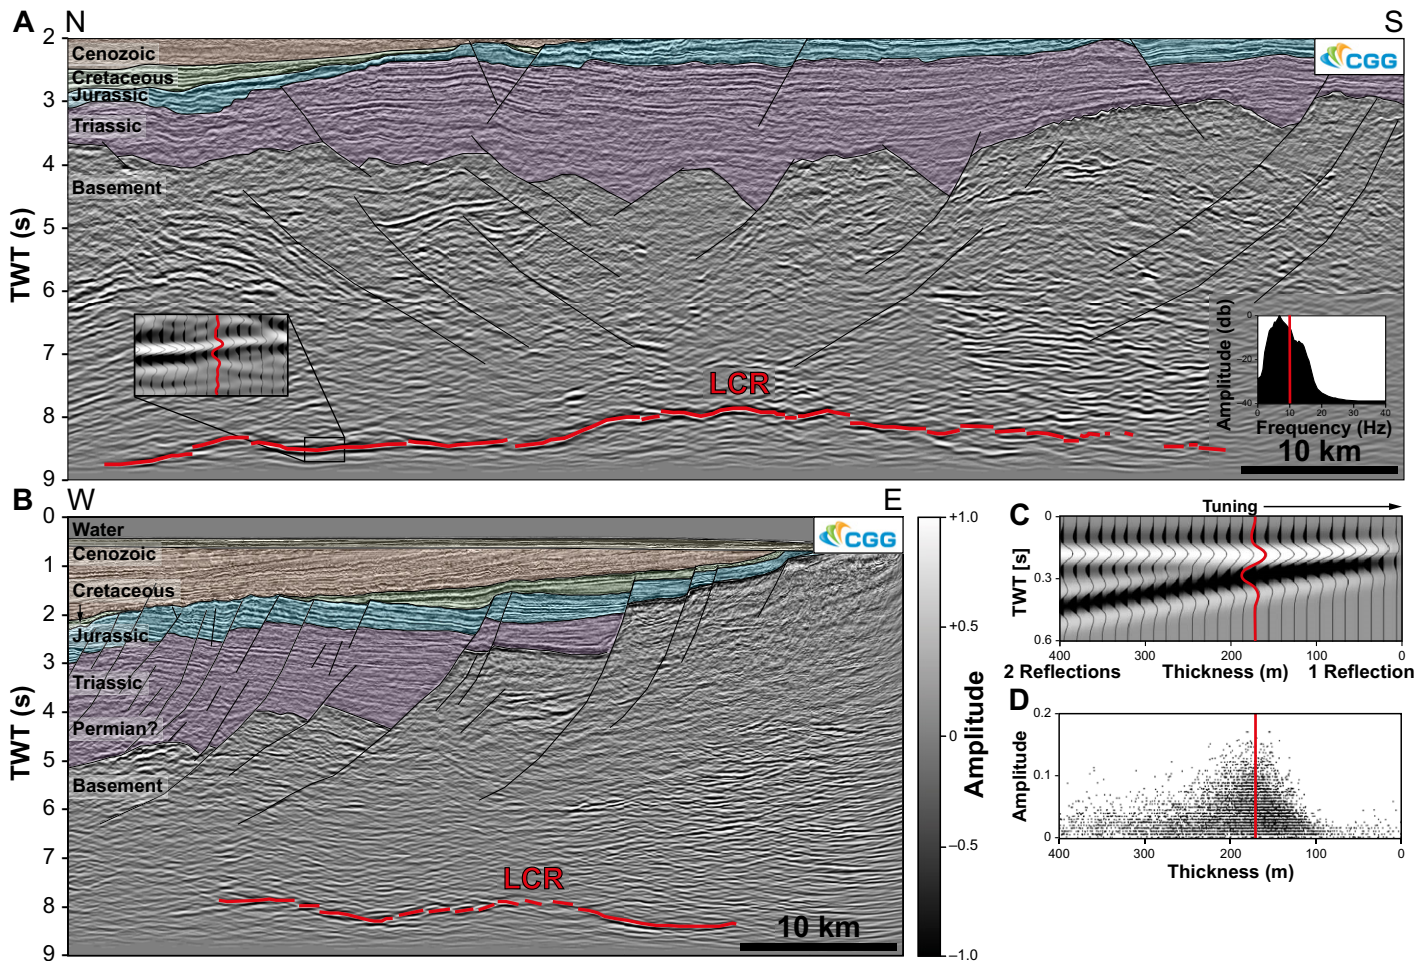 A N S
2
Cenozoic
CGG
Cretaceous
Jurassic
3
Triassic
4
Basement
5
TWT (s)
6
7
LCR
8
9
Amplitude (db)
0
−20
−40
0 10 20 30 40
Frequency (Hz)
10 km
B W E
0
Water
CGG
Cenozoic
1
Cretaceous
2
Jurassic
3
Triassic
TWT (s)
4
Permian?
5
Basement
6
7
LCR
8
10 km
9
+1.0
+0.5
Amplitude
0
−0.5
−1.0
C Tuning
0
TWT [s]
0.3
0.6
400 300 200 100 0
2 Reflections Thickness (m) 1 Reflection
D
0.2
Amplitude
0.1
0
400 300 200 100 0
Thickness (m)